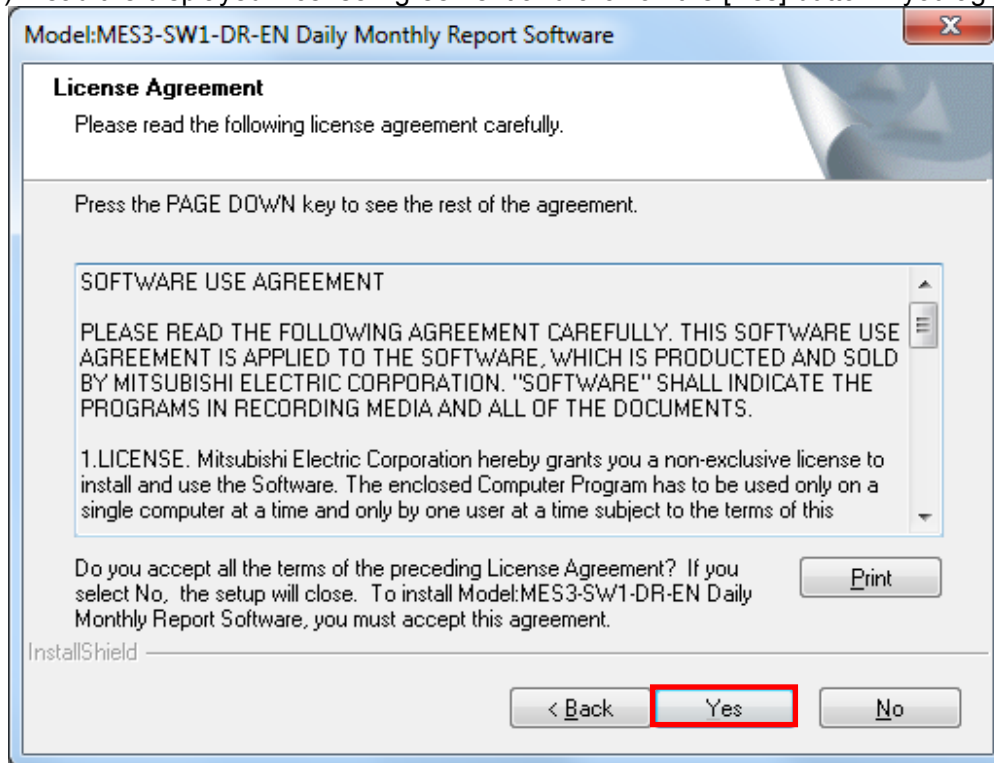 Model:MES3-SW1-DR-EN Daily Monthly Report Software
License Agreement
Please read the following license agreement carefully.
Press the PAGE DOWN key to see the rest of the agreement.
SOFTWARE USE AGREEMENT
PLEASE READ THE FOLLOWING AGREEMENT CAREFULLY. THIS SOFTWARE USE
AGREEMENT IS APPLIED TO THE SOFTWARE, WHICH IS PRODUCTED AND SOLD
BY MITSUBISHI ELECTRIC CORPORATION. "SOFTWARE" SHALL INDICATE THE
PROGRAMS IN RECORDING MEDIA AND ALL OF THE DOCUMENTS.
1.LICENSE. Mitsubishi Electric Corporation hereby grants you a non-exclusive license to
install and use the Software. The enclosed Computer Program has to be used only on a
single computer at a time and only by one user at a time subject to the terms of this
Do you accept all the terms of the preceding License Agreement? If you
select No, the setup will close. To install Model:MES3-SW1-DR-EN Daily
Monthly Report Software, you must accept this agreement.
Print
InstallShield
< Back
Yes
No